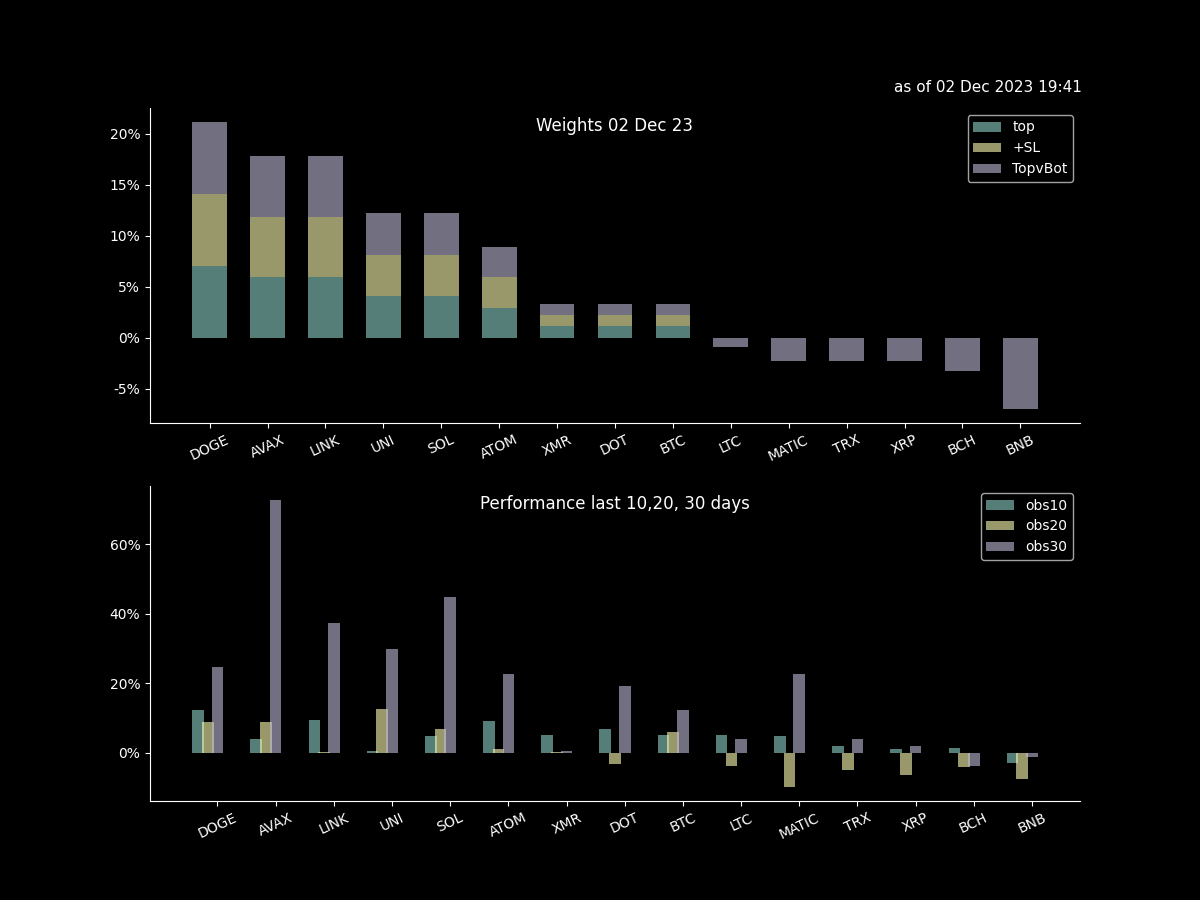 as of 02 Dec 2023 19:41
Weights 02 Dec 23
top
+SL
TopvBot
20%
15%
10%
5%
0%
-5%
DOGE AVAX LINK UNI SOL ATOM XMR DOT BTC LTC MATIC TRX XRP BCH BNB
Performance last 10,20, 30 days
obs10
obs20
obs30
60%
40%
20%
0%
DOGE AVAX LINK UNI SOL ATOM XMR DOT BTC LTC MATIC TRX XRP BCH BNB